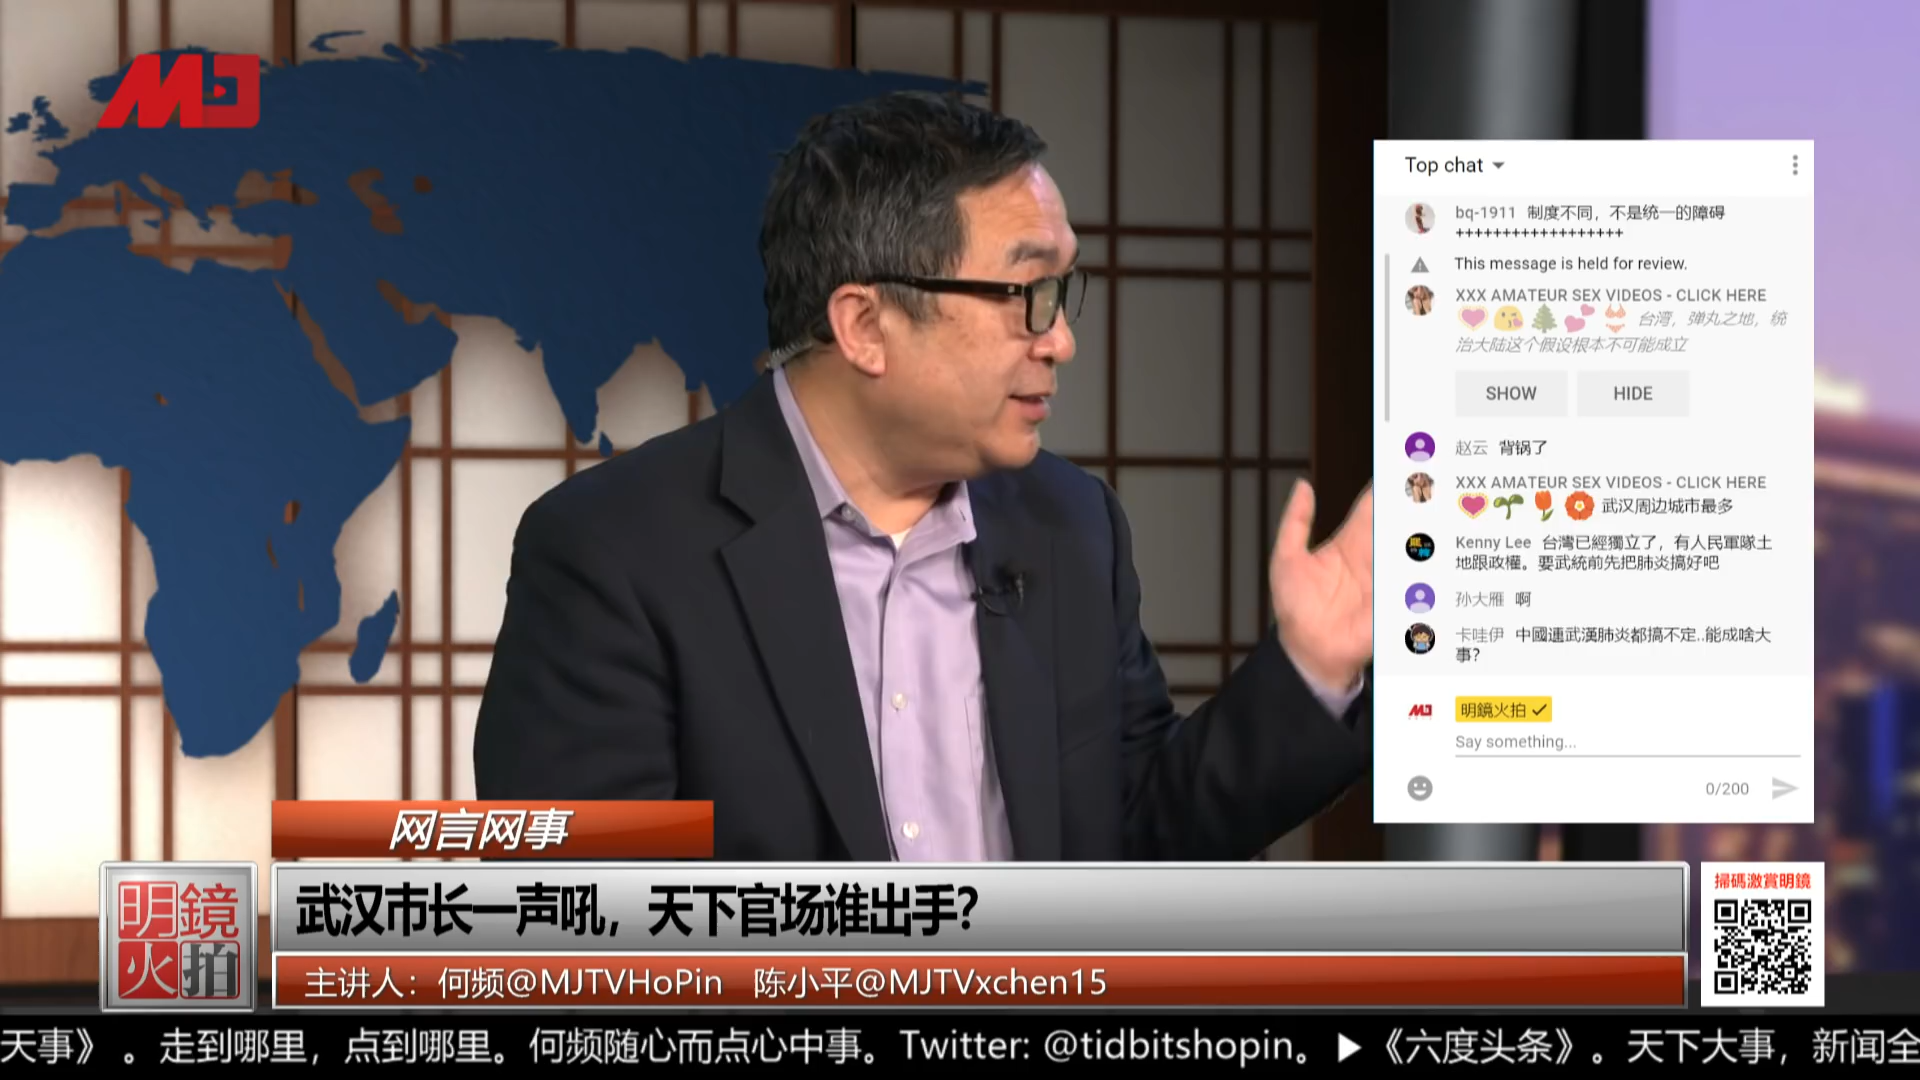 MJ
Top chat
bq-1911 制度不同，不是统一的障碍
++++++++++++++++++
This message is held for review.
XXX AMATEUR SEX VIDEOS - CLICK HERE
台湾，弹丸之地，统
治大陆这个假设根本不可能成立
SHOW HIDE
赵云 背锅了
XXX AMATEUR SEX VIDEOS - CLICK HERE
武汉周边城市最多
Kenny Lee 台灣已經獨立了，有人民軍隊土
地跟政權。要武統前先把肺炎搞好吧
孙大雁 啊
卡哇伊 中國連武漢肺炎都搞不定..能成啥大
事?
MJ 明鏡火拍
Say something...
0/200
网言网事
明鏡
火拍
武汉市长一声吼，天下官场谁出手?
主讲人：何频@MJTVHoPin 陈小平@MJTVxchen15
掃碼激賞明鏡
天事》。走到哪里，点到哪里。何频随心而点心中事。Twitter: @tidbitshopin。▶《六度头条》。天下大事，新闻全